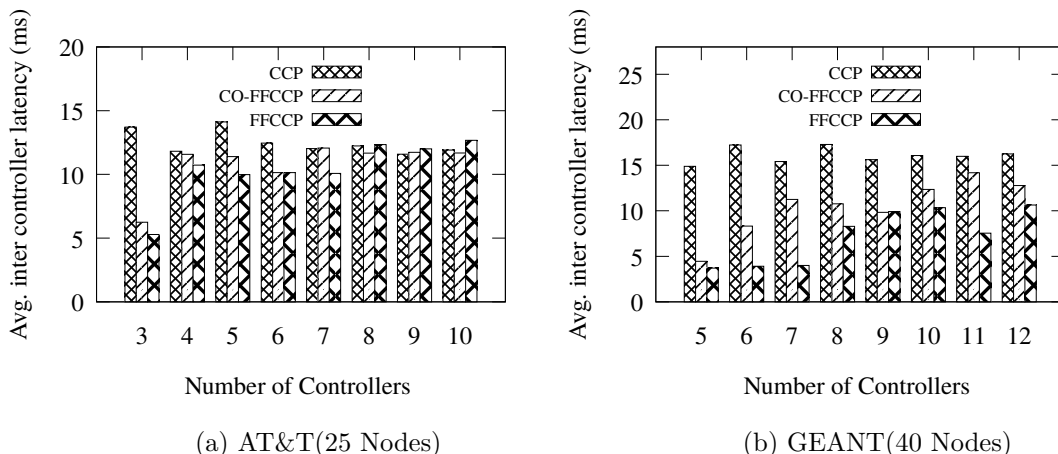 Avg. inter controller latency (ms)
20
15
10
5
0
CCP
CO-FFCCP
FFCCP
3 4 5 6 7 8 9 10
Number of Controllers
(a) AT&T(25 Nodes)
Avg. inter controller latency (ms)
25
20
15
10
5
0
CCP
CO-FFCCP
FFCCP
5 6 7 8 9 10 11 12
Number of Controllers
(b) GEANT(40 Nodes)